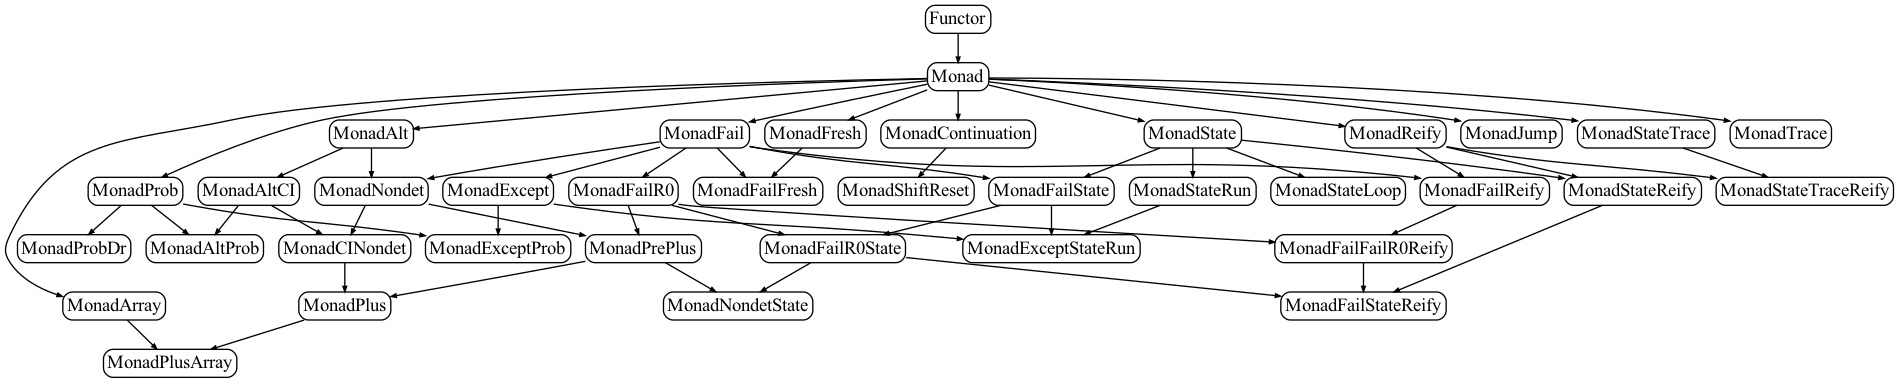 Functor
Monad
MonadAlt
MonadFail
MonadFresh
MonadContinuation
MonadState
MonadReify
MonadJump
MonadStateTrace
MonadTrace
MonadProb
MonadAltCI
MonadNondet
MonadExcept
MonadFailR0
MonadFailFresh
MonadShiftReset
MonadFailState
MonadStateRun
MonadStateLoop
MonadFailReify
MonadStateReify
MonadStateTraceReify
MonadProbDr
MonadAltProb
MonadCINondet
MonadExceptProb
MonadPrePlus
MonadFailR0State
MonadExceptStateRun
MonadFailFailR0Reify
MonadArray
MonadPlus
MonadNondetState
MonadFailStateReify
MonadPlusArray